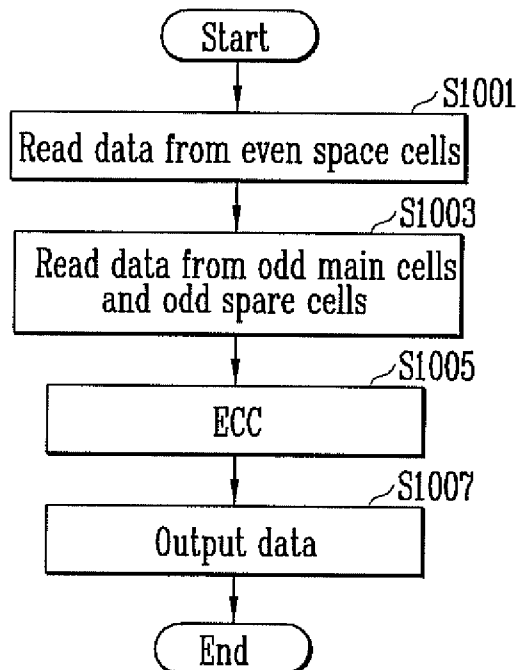 Start
S1001
Read data from even space cells
S1003
Read data from odd main cells
and odd spare cells
S1005
ECC
S1007
Output data
End